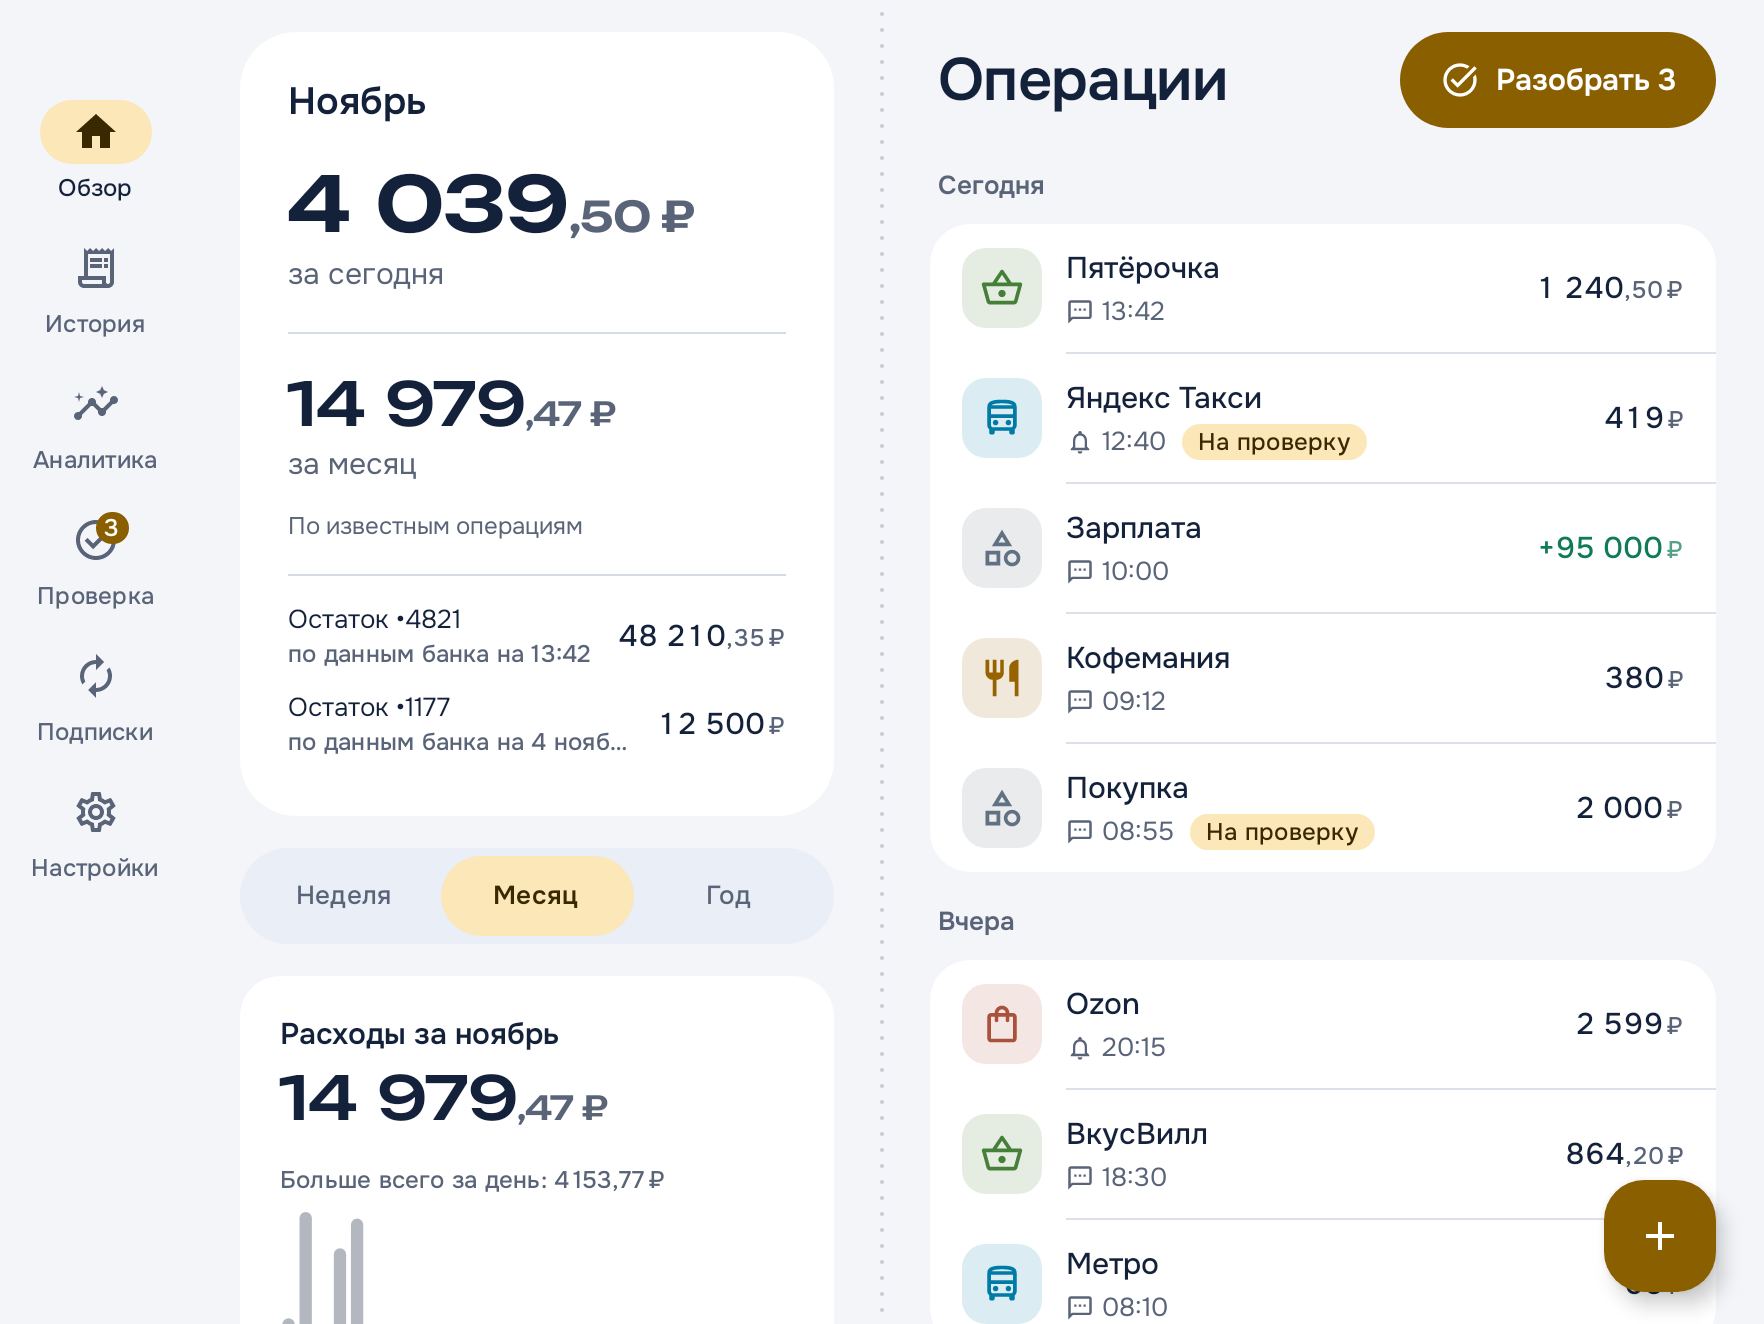 Обзор
История
Аналитика
3
Проверка
Подписки
Настройки
Ноябрь
4 039,50 ₽
за сегодня
14 979,47 ₽
за месяц
По известным операциям
Остаток •4821
по данным банка на 13:42
48 210,35 ₽
Остаток •1177
по данным банка на 4 нояб...
12 500 ₽
Неделя
Месяц
Год
Расходы за ноябрь
14 979,47 ₽
Больше всего за день: 4 153,77 ₽
Операции
Разобрать 3
Сегодня
Пятёрочка
13:42
1 240,50 ₽
Яндекс Такси
12:40 На проверку
419 ₽
Зарплата
10:00
+95 000 ₽
Кофемания
09:12
380 ₽
Покупка
08:55 На проверку
2 000 ₽
Вчера
Ozon
20:15
2 599 ₽
ВкусВилл
18:30
864,20 ₽
Метро
08:10